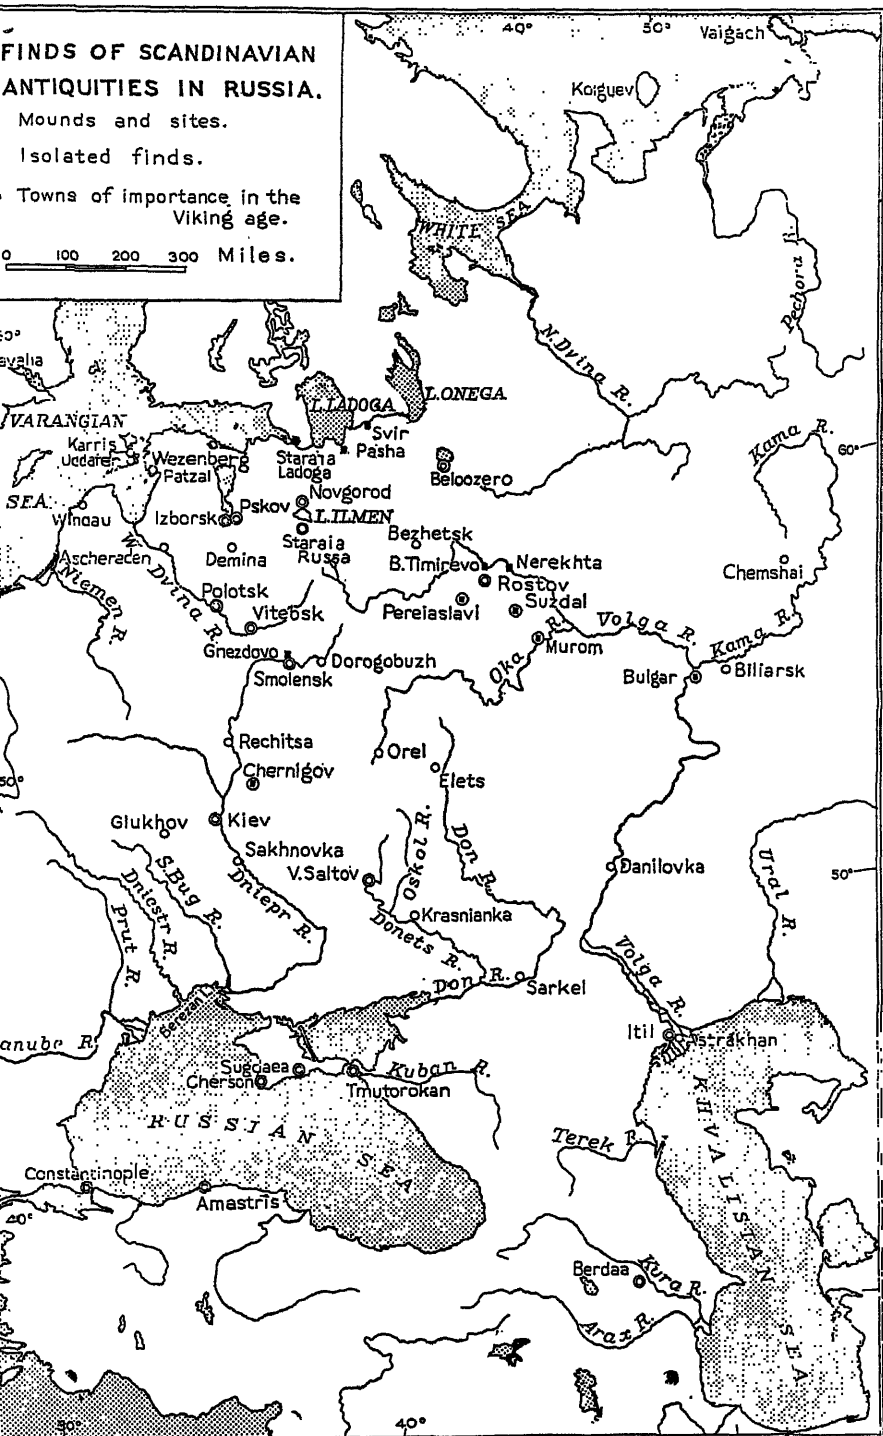 FINDS OF SCANDINAVIAN
ANTIQUITIES IN RUSSIA.
Mounds and sites.
Isolated finds.
Towns of importance in the
Viking age.
0 100 200 300 Miles.
40°
50°
Vaigach
Kolguev
WHITE SEA
Pechora R.
N. Dvina R.
avalia
L. LADOGA
L. ONEGA
VARANGIAN
SEA
Karris
Svir
Pasha
Kama R.
60°
Wezenberg
Patzal
Staraia
Ladoga
Beloozero
Novgorod
Windau
Izborsk
Pskov
L. ILMEN
Staraia
Russa
Bezhetsk
Ascheraden
Demina
B. Timirevo
Nerekhta
Chemshai
W. Dvina R.
Niemen R.
Rostov
Polotsk
Pereiaslavl
Suzdal
Vitebsk
Volga R.
Kama R.
Gnezdovo
Smolensk
Dorogobuzh
Oka R.
Murom
Bulgar
Biliarsk
Rechitsa
Orel
Elets
50°
Chernigov
Glukhov
Kiev
Oskol R.
Don R.
Sakhnovka
V. Saltov
Danilovka
Ural R.
50°
S. Bug R.
Dniestr R.
Prut R.
Dniepr R.
Krasnianka
Donets R.
Volga R.
Don R.
Sarkel
Berezan
anube R.
Itil
Astrakhan
Sugdaea
Cherson
Kuban R.
Tmutorokan
RUSSIAN SEA
Terek R.
KHVALISTAN SEA
Constantinople
Amastris
40°
Berdaa
Kura R.
Arax R.
30°
40°